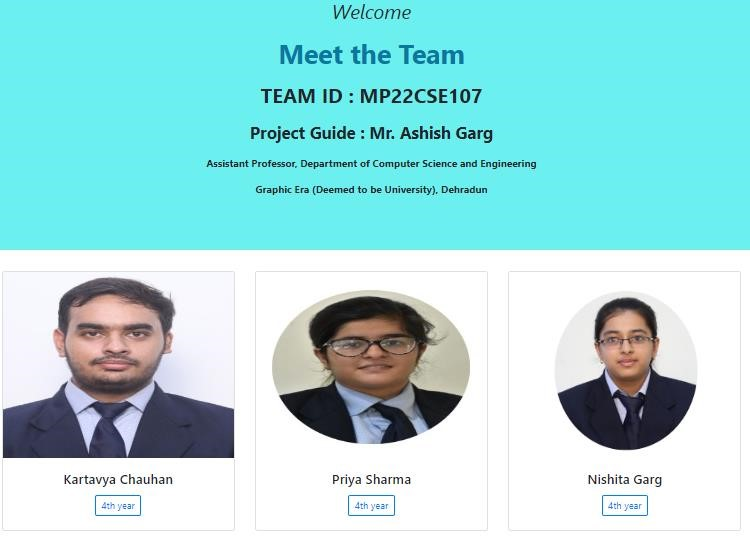 Welcome
Meet the Team
TEAM ID : MP22CSE107
Project Guide : Mr. Ashish Garg
Assistant Professor, Department of Computer Science and Engineering
Graphic Era (Deemed to be University), Dehradun
Kartavya Chauhan
Priya Sharma
Nishita Garg
4th year
4th year
4th year